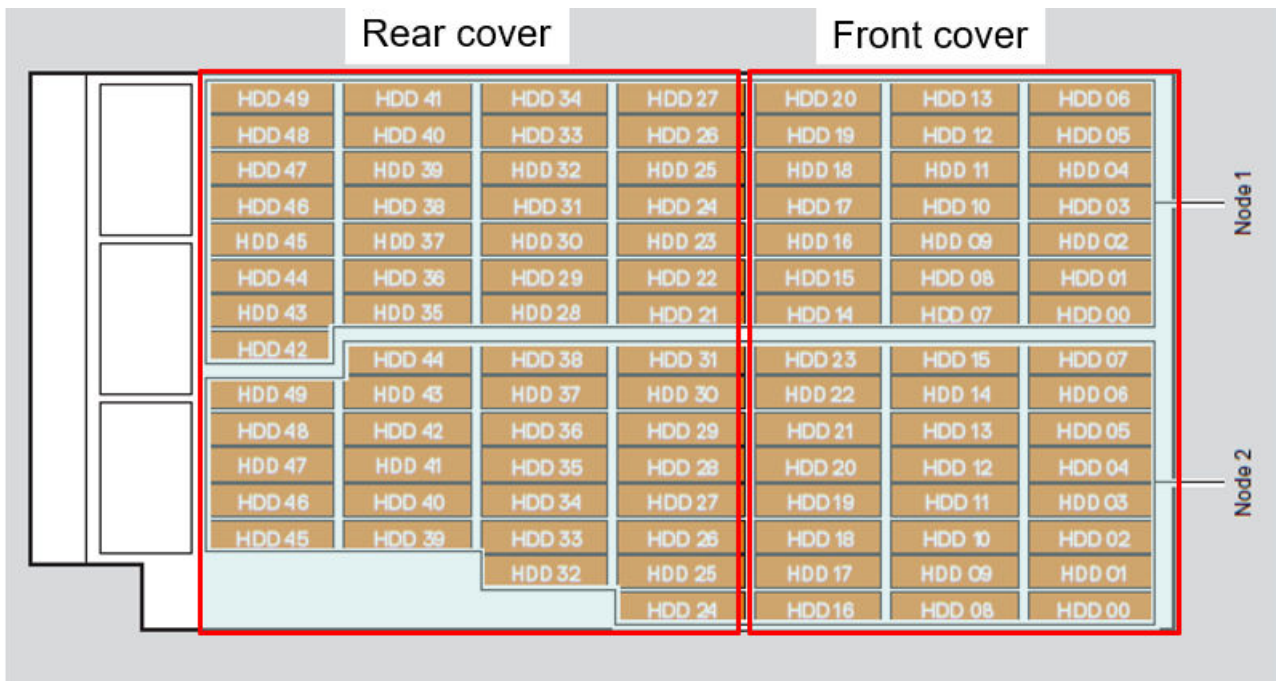 Rear cover Front cover
HDD 49 HDD 41 HDD 34 HDD 27 HDD 20 HDD 13 HDD 06
HDD 48 HDD 40 HDD 33 HDD 26 HDD 19 HDD 12 HDD 05
HDD 47 HDD 39 HDD 32 HDD 25 HDD 18 HDD 11 HDD 04
HDD 46 HDD 38 HDD 31 HDD 24 HDD 17 HDD 10 HDD 03
HDD 45 HDD 37 HDD 30 HDD 23 HDD 16 HDD 09 HDD 02
HDD 44 HDD 36 HDD 29 HDD 22 HDD 15 HDD 08 HDD 01
HDD 43 HDD 35 HDD 28 HDD 21 HDD 14 HDD 07 HDD 00
HDD 42
Node 1
HDD 44 HDD 38 HDD 31 HDD 23 HDD 15 HDD 07
HDD 49 HDD 43 HDD 37 HDD 30 HDD 22 HDD 14 HDD 06
HDD 48 HDD 42 HDD 36 HDD 29 HDD 21 HDD 13 HDD 05
HDD 47 HDD 41 HDD 35 HDD 28 HDD 20 HDD 12 HDD 04
HDD 46 HDD 40 HDD 34 HDD 27 HDD 19 HDD 11 HDD 03
HDD 45 HDD 39 HDD 33 HDD 26 HDD 18 HDD 10 HDD 02
HDD 32 HDD 25 HDD 17 HDD 09 HDD 01
HDD 24 HDD 16 HDD 08 HDD 00
Node 2